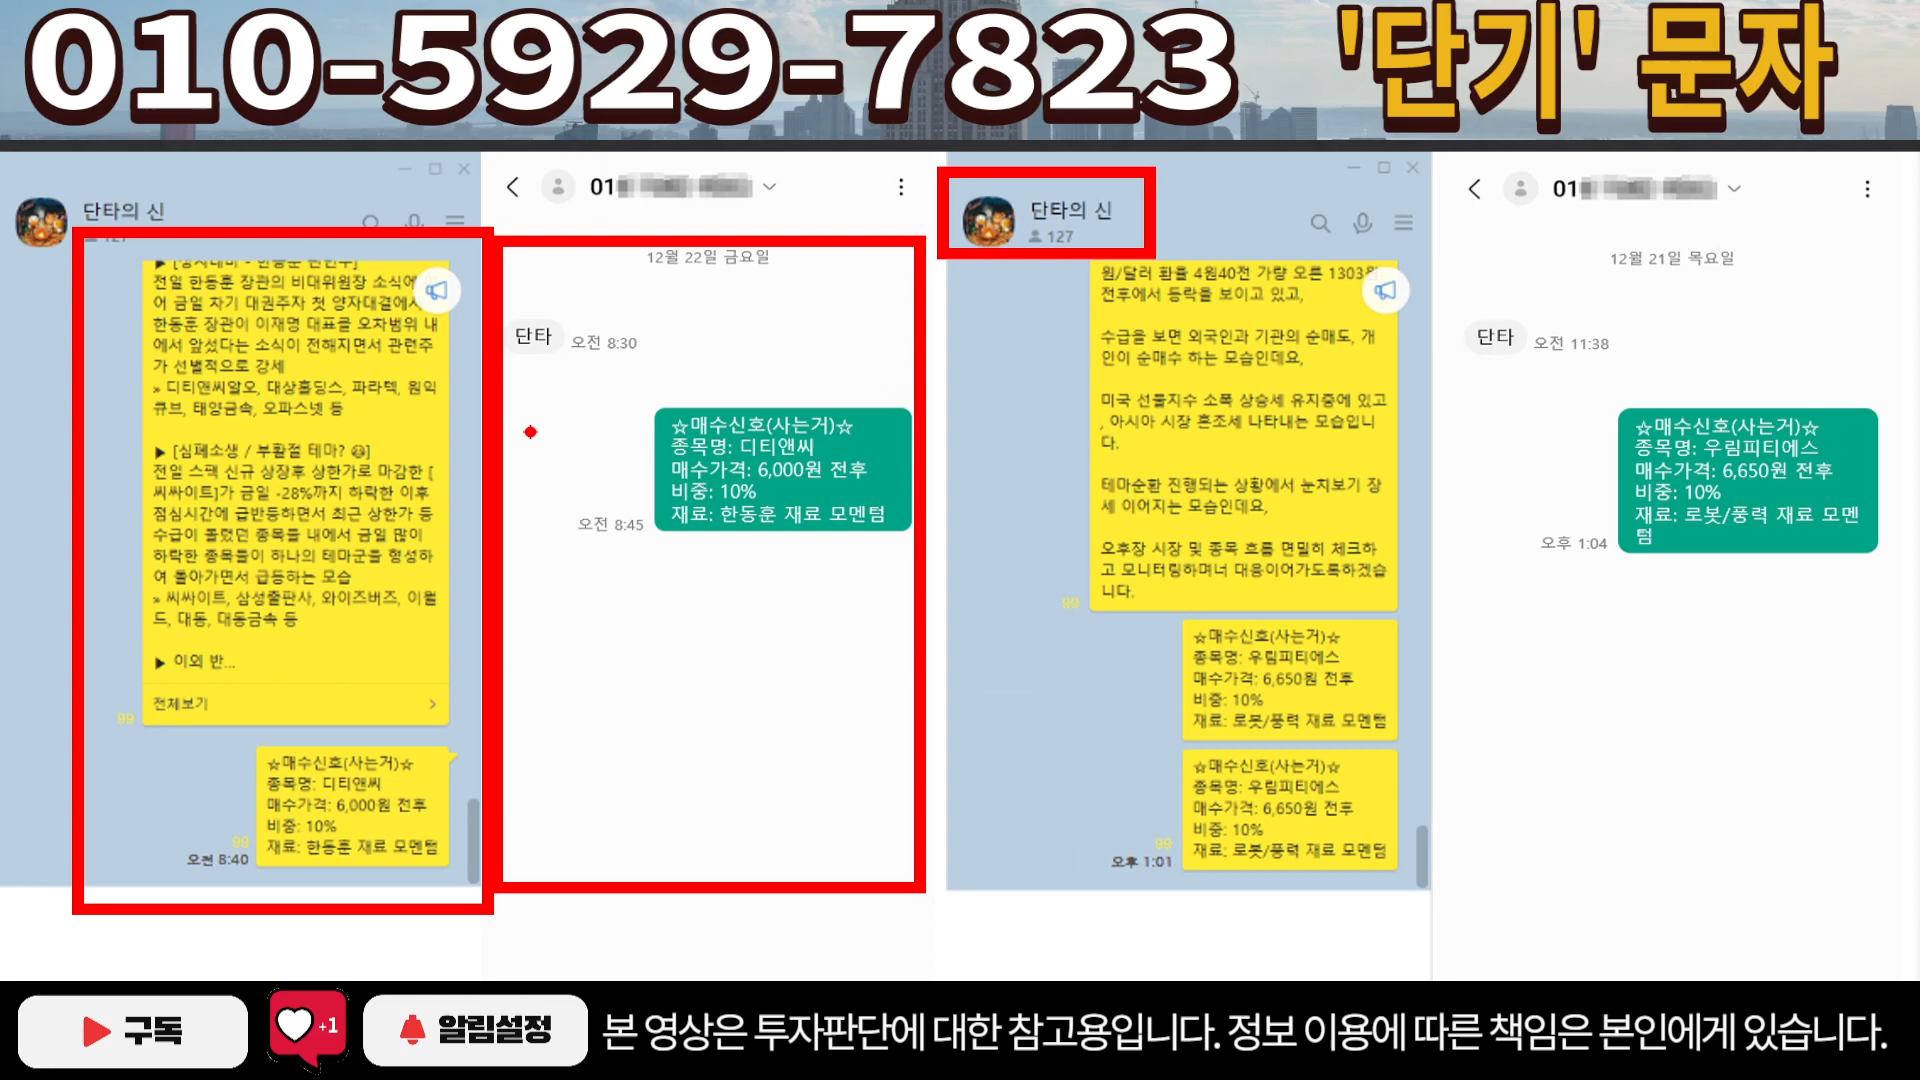 010-5929-7823 '단기' 문자
단타의 신
127
전일 한동훈 장관의 비대위원장 소식에
어 금일 차기 대권주자 첫 양자대결에서
한동훈 장관이 이재명 대표를 오차범위 내
에서 앞섰다는 소식이 전해지면서 관련주
가 선별적으로 강세
» 디티앤씨알오, 대상홀딩스, 파라텍, 원익
큐브, 태양금속, 오파스넷 등
▶ [심폐소생 / 부활절 테마? ]
전일 스팩 신규 상장후 상한가로 마감한 [
씨싸이트]가 금일 -28%까지 하락한 이후
점심시간에 급반등하면서 최근 상한가 등
수급이 몰렸던 종목들 내에서 금일 많이
하락한 종목들이 하나의 테마군을 형성하
여 돌아가면서 급등하는 모습
» 씨싸이트, 삼성출판사, 와이즈버즈, 이월
드, 대동, 대동금속 등
▶ 이외 반...
전체보기
99
☆매수신호(사는거)☆
종목명: 디티앤씨
매수가격: 6,000원 전후
비중: 10%
재료: 한동훈 재료 모멘텀
99
오전 8:40
01
12월 22일 금요일
단타
오전 8:30
☆매수신호(사는거)☆
종목명: 디티앤씨
매수가격: 6,000원 전후
비중: 10%
재료: 한동훈 재료 모멘텀
오전 8:45
단타의 신
127
원/달러 환율 4원40전 가량 오른 1303원
전후에서 등락을 보이고 있고,
수급을 보면 외국인과 기관의 순매도, 개
인이 순매수 하는 모습인데요,
미국 선물지수 소폭 상승세 유지중에 있고
, 아시아 시장 혼조세 나타내는 모습입니
다.
테마순환 진행되는 상황에서 눈치보기 장
세 이어지는 모습인데요,
오후장 시장 및 종목 흐름 면밀히 체크하
고 모니터링하며너 대응이어가도록하겠습
니다.
99
☆매수신호(사는거)☆
종목명: 우림피티에스
매수가격: 6,650원 전후
비중: 10%
재료: 로봇/풍력 재료 모멘텀
☆매수신호(사는거)☆
종목명: 우림피티에스
매수가격: 6,650원 전후
비중: 10%
재료: 로봇/풍력 재료 모멘텀
99
오후 1:01
01
12월 21일 목요일
단타
오전 11:38
☆매수신호(사는거)☆
종목명: 우림피티에스
매수가격: 6,650원 전후
비중: 10%
재료: 로봇/풍력 재료 모멘
텀
오후 1:04
구독
+1
알림설정
본 영상은 투자판단에 대한 참고용입니다. 정보 이용에 따른 책임은 본인에게 있습니다.